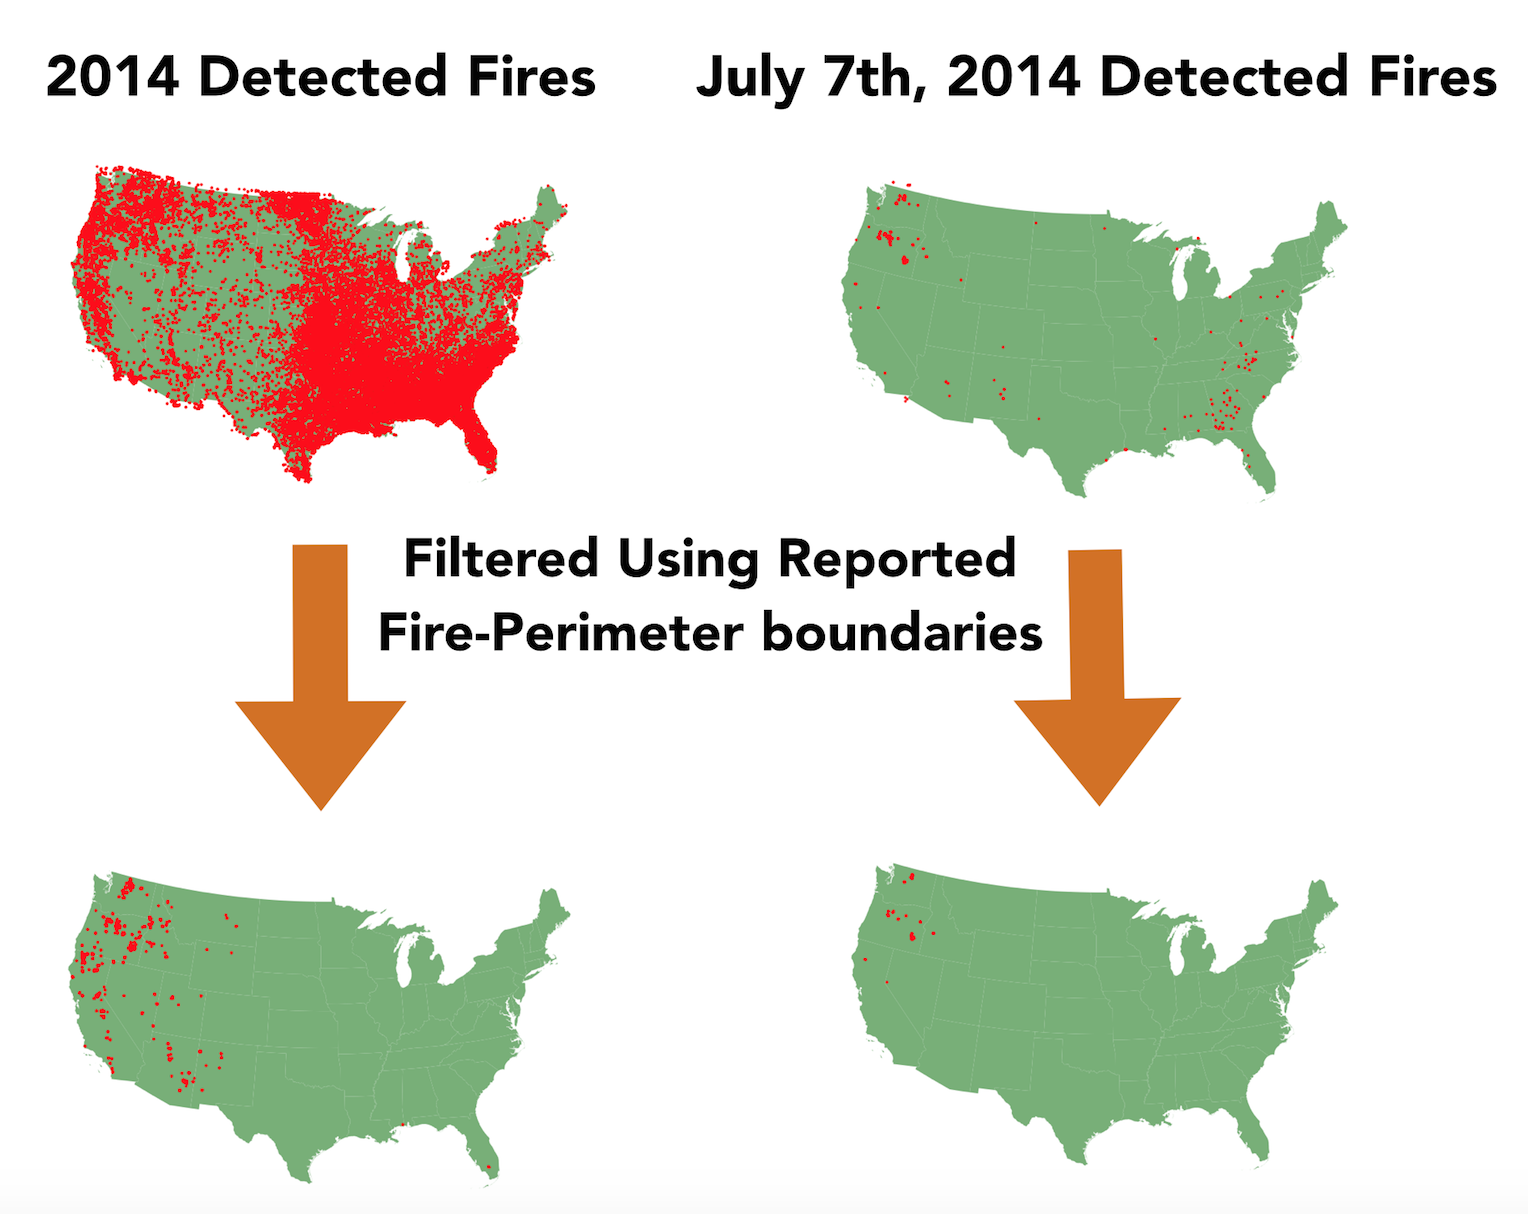 2014 Detected Fires
July 7th, 2014 Detected Fires
Filtered Using Reported
Fire-Perimeter boundaries